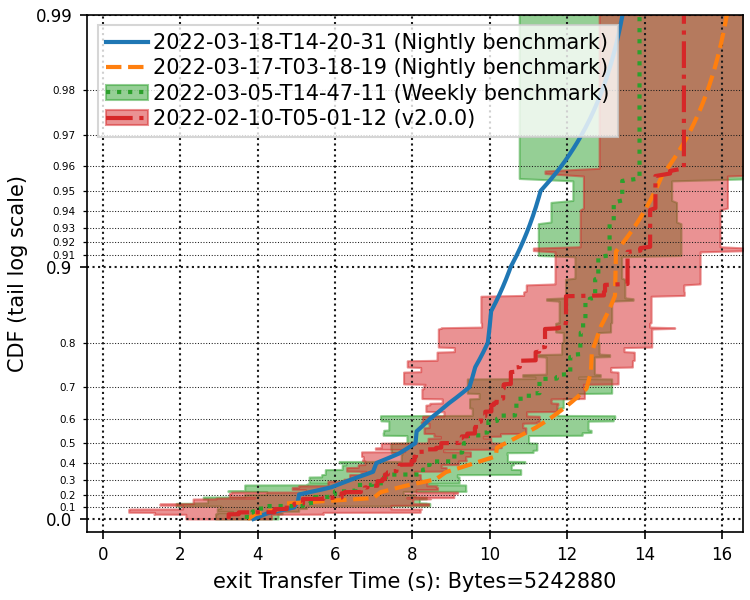 0.99
2022-03-18-T14-20-31 (Nightly benchmark)
2022-03-17-T03-18-19 (Nightly benchmark)
2022-03-05-T14-47-11 (Weekly benchmark)
2022-02-10-T05-01-12 (v2.0.0)
0.98
0.97
0.96
0.95
0.94
0.93
0.92
0.91
0.9
0.8
0.7
0.6
0.5
0.4
0.3
0.2
0.1
0.0
CDF (tail log scale)
0 2 4 6 8 10 12 14 16
exit Transfer Time (s): Bytes=5242880